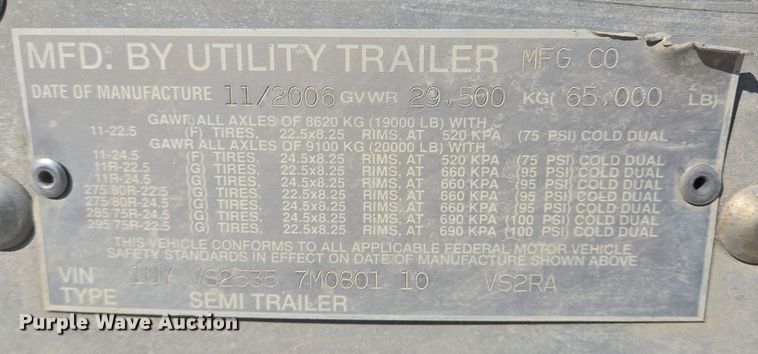 MFD. BY UTILITY TRAILER MFG CO
DATE OF MANUFACTURE 11/2006 GVWR 29,500 KG( 65,000 LB)
GAWR ALL AXLES OF 8620 KG (19000 LB) WITH
11-22.5 (F) TIRES, 22.5x8.25 RIMS, AT 520 KPA (75 PSI) COLD DUAL
GAWR ALL AXLES OF 9100 KG (20000 LB) WITH
11-24.5 (F) TIRES, 24.5x8.25 RIMS, AT 520 KPA (75 PSI) COLD DUAL
11R-22.5 (G) TIRES, 22.5x8.25 RIMS, AT 660 KPA (95 PSI) COLD DUAL
11R-24.5 (G) TIRES, 24.5x8.25 RIMS, AT 660 KPA (95 PSI) COLD DUAL
275/80R-22.5 (G) TIRES, 22.5x8.25 RIMS, AT 660 KPA (95 PSI) COLD DUAL
275/80R-24.5 (G) TIRES, 24.5x8.25 RIMS, AT 660 KPA (95 PSI) COLD DUAL
285 75R-24.5 (G) TIRES, 24.5x8.25 RIMS, AT 690 KPA (100 PSI) COLD DUAL
295 75R-22.5 (G) TIRES, 22.5x8.25 RIMS, AT 690 KPA (100 PSI) COLD DUAL
THIS VEHICLE CONFORMS TO ALL APPLICABLE FEDERAL MOTOR VEHICLE
SAFETY STANDARDS IN EFFECT ON DATE OF MANUFACTURE SHOWN ABOVE
VIN 1UY VS2535 7M0801 10 VS2RA
TYPE SEMI TRAILER
Purple Wave Auction